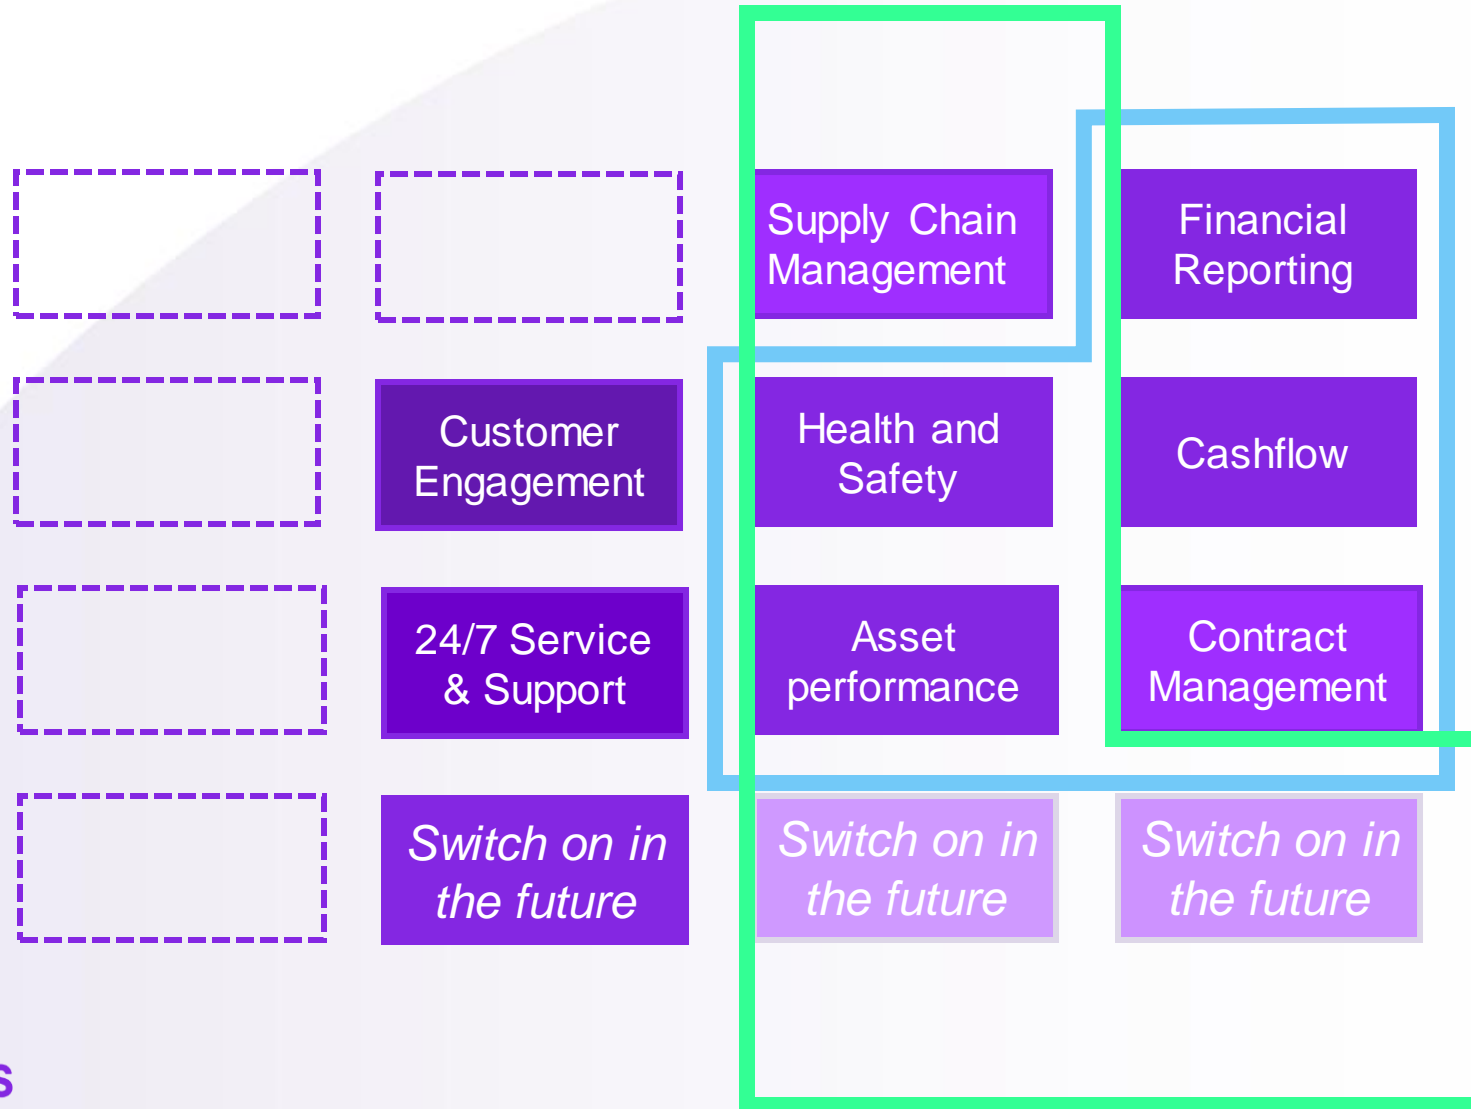 Supply Chain
Management
Financial
Reporting
Customer
Engagement
Health and
Safety
Cashflow
24/7 Service
& Support
Asset
performance
Contract
Management
Switch on in
the future
Switch on in
the future
Switch on in
the future
s